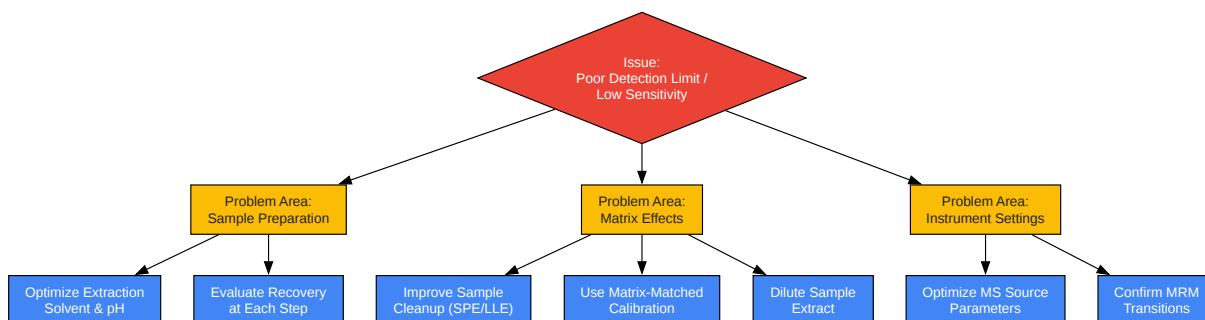 Issue:
Poor Detection Limit /
Low Sensitivity
Problem Area:
Sample Preparation
Problem Area:
Matrix Effects
Problem Area:
Instrument Settings
Optimize Extraction
Solvent & pH
Evaluate Recovery
at Each Step
Improve Sample
Cleanup (SPE/LLE)
Use Matrix-Matched
Calibration
Dilute Sample
Extract
Optimize MS Source
Parameters
Confirm MRM
Transitions